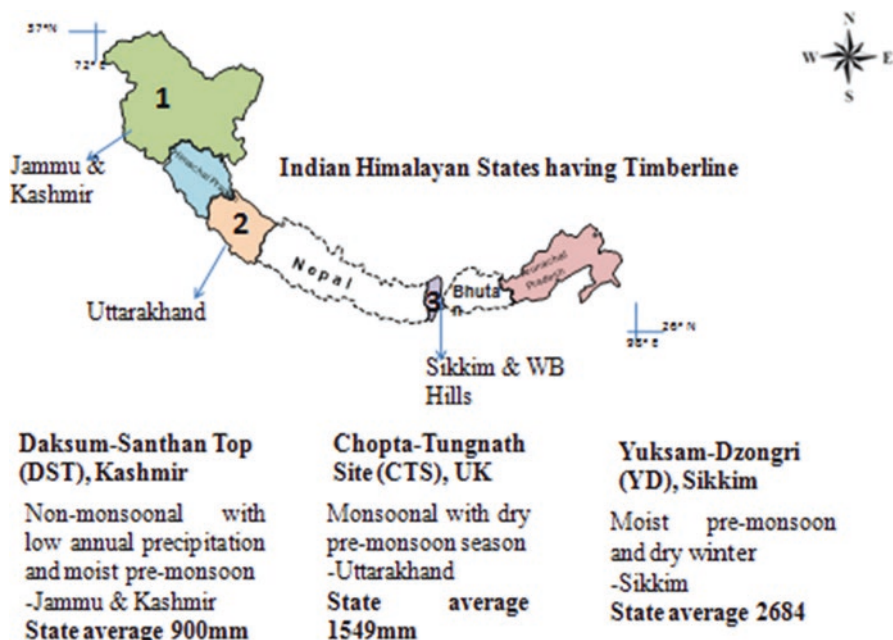 N
W E
S
37°N
72° E
1
Jammu &
Kashmir
Indian Himalayan States having Timberline
2
Nepal
Uttarakhand
3
Bhuta
n
Pradesh
26° N
Sikkim & WB
Hills
Daksum-Santhan Top
(DST), Kashmir
Non-monsoonal with
low annual precipitation
and moist pre-monsoon
-Jammu & Kashmir
State average 900mm
Chopta-Tungnath
Site (CTS), UK
Monsoonal with dry
pre-monsoon season
-Uttarakhand
State average
1549mm
Yuksam-Dzongri
(YD), Sikkim
Moist pre-monsoon
and dry winter
-Sikkim
State average 2684